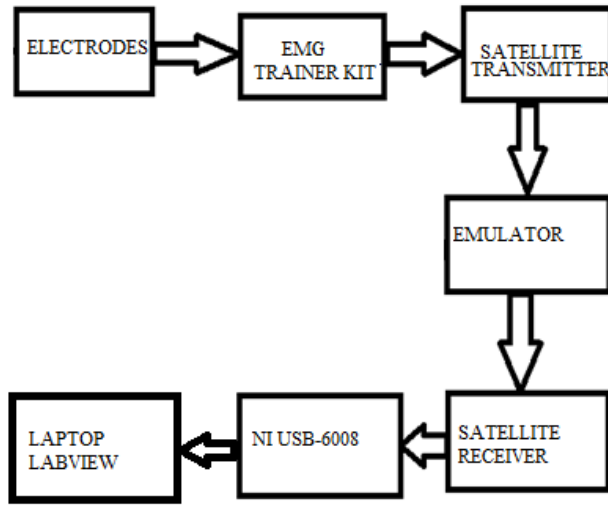 ELECTRODES
EMG
TRAINER KIT
SATELLITE
TRANSMITTER
EMULATOR
SATELLITE
RECEIVER
NI USB-6008
LAPTOP
LABVIEW